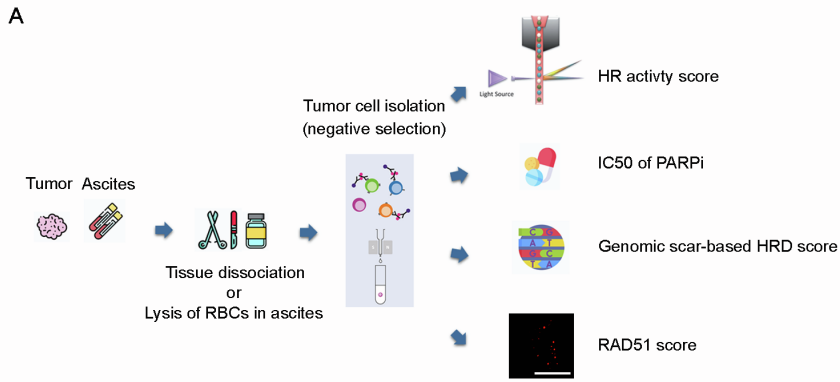 A
Tumor cell isolation
(negative selection)
Light Source
HR activty score
IC50 of PARPi
Tumor
Ascites
Tissue dissociation
or
Lysis of RBCs in ascites
C G
A T
G C
T A
Genomic scar-based HRD score
RAD51 score